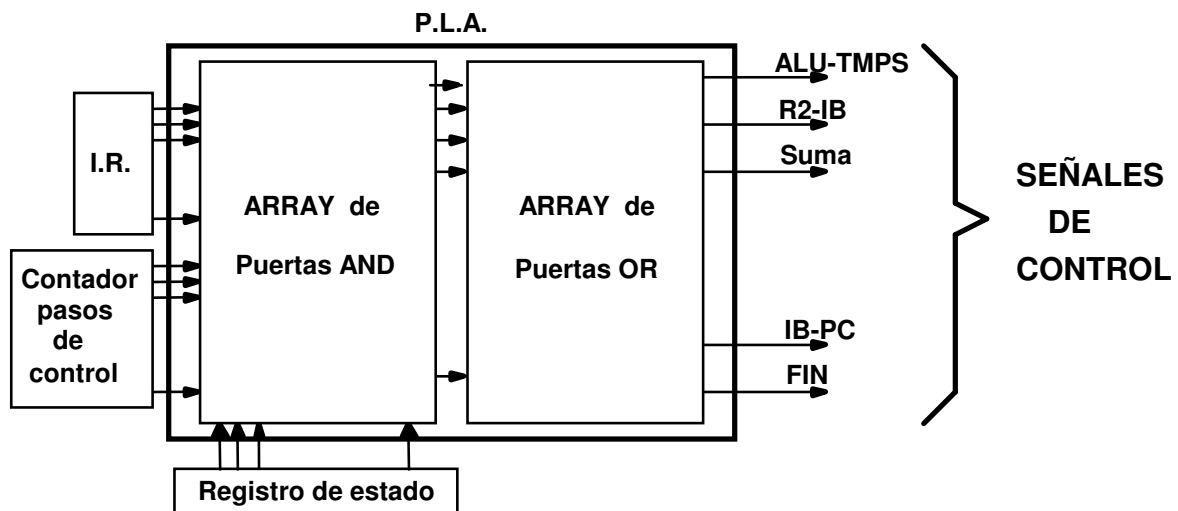 P.L.A.
I.R.
Contador
pasos
de
control
ARRAY de
Puertas AND
ARRAY de
Puertas OR
Registro de estado
ALU-TMPS
R2-IB
Suma
IB-PC
FIN
SEÑALES
DE
CONTROL